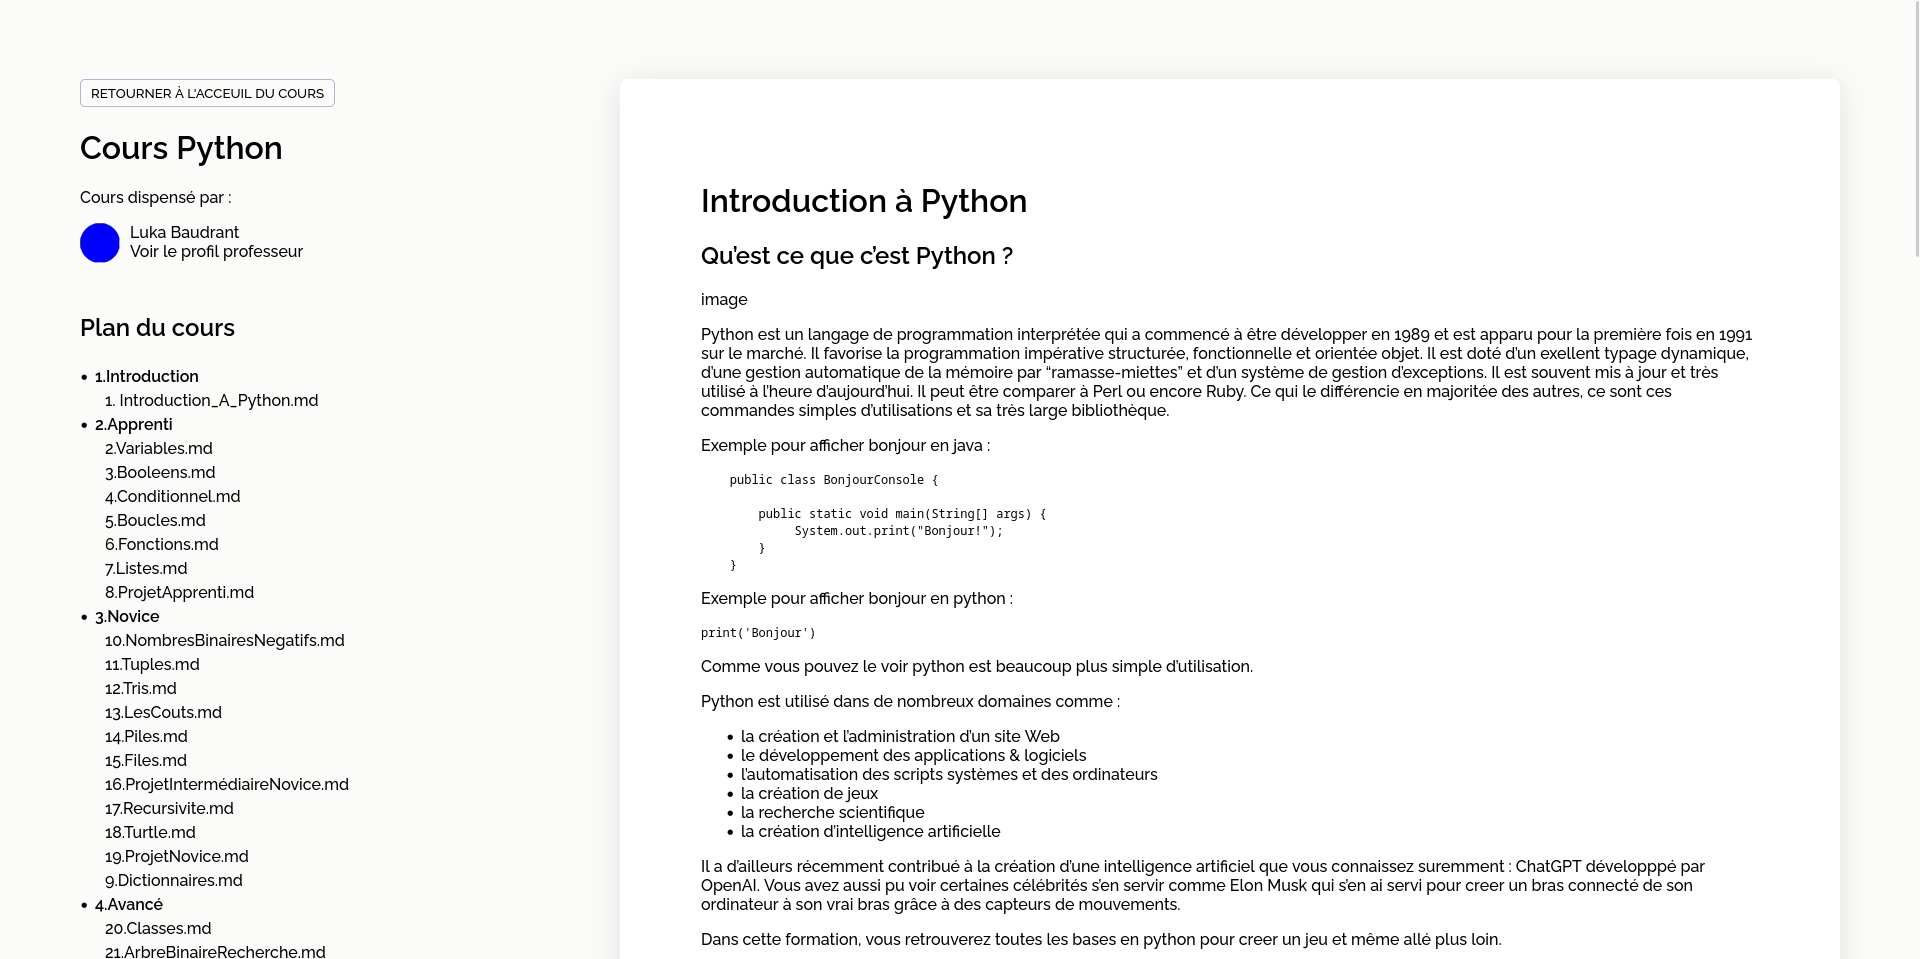 RETOURNER À L'ACCEUIL DU COURS
Cours Python
Cours dispensé par :
Luka Baudrant
Voir le profil professeur
Plan du cours
• 1.Introduction
1. Introduction_A_Python.md
• 2.Apprenti
2.Variables.md
3.Booleens.md
4.Conditionnel.md
5.Boucles.md
6.Fonctions.md
7.Listes.md
8.ProjetApprenti.md
• 3.Novice
10.NombresBinairesNegatifs.md
11.Tuples.md
12.Tris.md
13.LesCouts.md
14.Piles.md
15.Files.md
16.ProjetIntermédiaireNovice.md
17.Recursivite.md
18.Turtle.md
19.ProjetNovice.md
9.Dictionnaires.md
• 4.Avancé
20.Classes.md
21.ArbreBinaireRecherche.md
Introduction à Python
Qu’est ce que c’est Python ?
image
Python est un langage de programmation interprétée qui a commencé à être développer en 1989 et est apparu pour la première fois en 1991
sur le marché. Il favorise la programmation impérative structurée, fonctionnelle et orientée objet. Il est doté d’un exellent typage dynamique,
d’une gestion automatique de la mémoire par “ramasse-miettes” et d’un système de gestion d’exceptions. Il est souvent mis à jour et très
utilisé à l’heure d’aujourd’hui. Il peut être comparer à Perl ou encore Ruby. Ce qui le différencie en majoritée des autres, ce sont ces
commandes simples d’utilisations et sa très large bibliothèque.
Exemple pour afficher bonjour en java :
public class BonjourConsole {
public static void main(String[] args) {
System.out.print("Bonjour!");
}
}
Exemple pour afficher bonjour en python :
print('Bonjour')
Comme vous pouvez le voir python est beaucoup plus simple d’utilisation.
Python est utilisé dans de nombreux domaines comme :
• la création et l’administration d’un site Web
• le développement des applications & logiciels
• l’automatisation des scripts systèmes et des ordinateurs
• la création de jeux
• la recherche scientifique
• la création d’intelligence artificielle
Il a d’ailleurs récemment contribué à la création d’une intelligence artificiel que vous connaissez surement : ChatGPT développpé par
OpenAI. Vous avez aussi pu voir certaines célébrités s’en servir comme Elon Musk qui s’en ai servi pour creer un bras connecté de son
ordinateur à son vrai bras grâce à des capteurs de mouvements.
Dans cette formation, vous retrouverez toutes les bases en python pour creer un jeu et même allé plus loin.